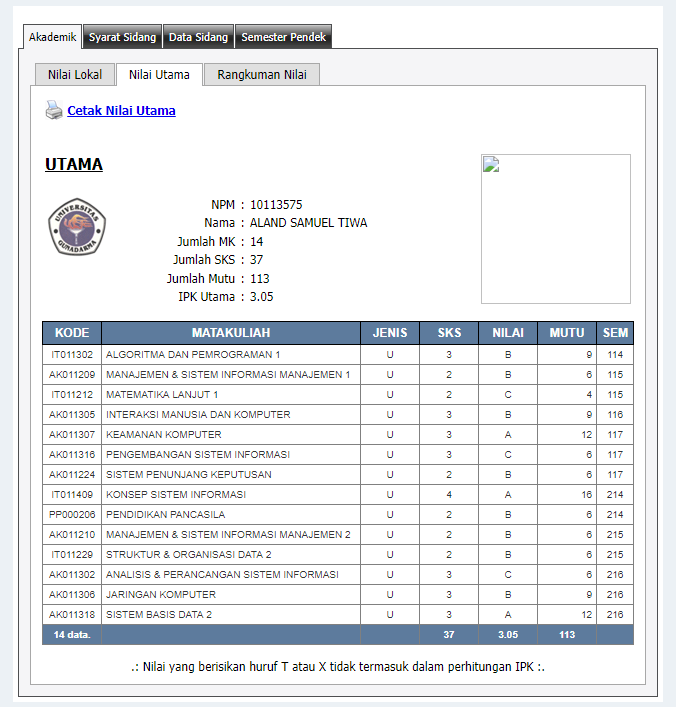 Akademik Syarat Sidang Data Sidang Semester Pendek
Nilai Lokal Nilai Utama Rangkuman Nilai
Cetak Nilai Utama
UTAMA
UNIVERSITAS GUNADARMA
NPM : 10113575
Nama : ALAND SAMUEL TIWA
Jumlah MK : 14
Jumlah SKS : 37
Jumlah Mutu : 113
IPK Utama : 3.05
KODE MATAKULIAH JENIS SKS NILAI MUTU SEM
IT011302 ALGORITMA DAN PEMROGRAMAN 1 U 3 B 9 114
AK011209 MANAJEMEN & SISTEM INFORMASI MANAJEMEN 1 U 2 B 6 115
IT011212 MATEMATIKA LANJUT 1 U 2 C 4 115
AK011305 INTERAKSI MANUSIA DAN KOMPUTER U 3 B 9 116
AK011307 KEAMANAN KOMPUTER U 3 A 12 117
AK011316 PENGEMBANGAN SISTEM INFORMASI U 3 C 6 117
AK011224 SISTEM PENUNJANG KEPUTUSAN U 2 B 6 117
IT011409 KONSEP SISTEM INFORMASI U 4 A 16 214
PP000206 PENDIDIKAN PANCASILA U 2 B 6 214
AK011210 MANAJEMEN & SISTEM INFORMASI MANAJEMEN 2 U 2 B 6 215
IT011229 STRUKTUR & ORGANISASI DATA 2 U 2 B 6 215
AK011302 ANALISIS & PERANCANGAN SISTEM INFORMASI U 3 C 6 216
AK011306 JARINGAN KOMPUTER U 3 B 9 216
AK011318 SISTEM BASIS DATA 2 U 3 A 12 216
14 data. 37 3.05 113
.: Nilai yang berisikan huruf T atau X tidak termasuk dalam perhitungan IPK :.